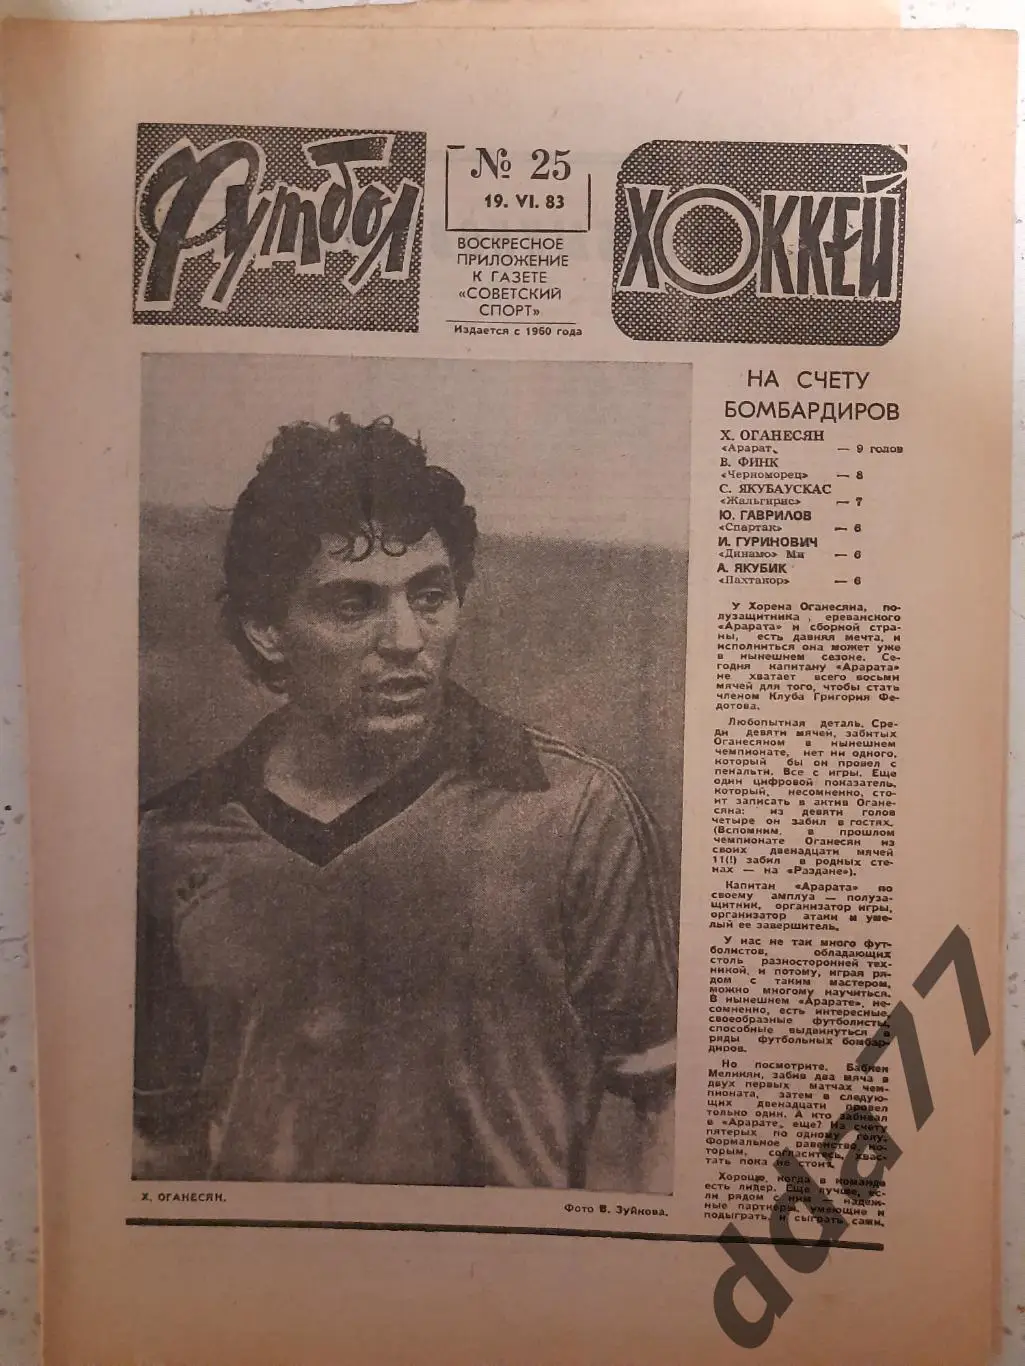 Футбол
№ 25
19. VI. 83
ВОСКРЕСНОЕ
ПРИЛОЖЕНИЕ
К ГАЗЕТЕ
«СОВЕТСКИЙ
СПОРТ»
Издается с 1960 года
ХОККЕЙ
НА СЧЕТУ
БОМБАРДИРОВ
Х. ОГАНЕСЯН
«Арарат„ — 9 голов
В. ФИНК
«Черноморец» — 8
С. ЯКУБАУСКАС
«Жальгирис» — 7
Ю. ГАВРИЛОВ
«Спартак» — 6
И. ГУРИНОВИЧ
«Динамо» Мн — 6
А. ЯКУБИК
«Пахтакор» — 6
У Хорена Оганесяна, по-
лузащитника , ереванского
«Арарата» и сборной стра-
ны, есть давняя мечта, и
исполниться она может уже
в нынешнем сезоне. Се-
годня капитану «Арарата»
не хватает всего восьми
мячей для того, чтобы стать
членом Клуба Григория Фе-
дотова.
Любопытная деталь. Сре-
ди девяти мячей, забитых
Оганесяном в нынешнем
чемпионате, нет ни одного,
который бы он провел с
пенальти. Все с игры. Еще
один цифровой показатель,
который, несомненно, сто-
ит записать в актив Огане-
сяна: из девяти голов
четыре он забил в гостях.
(Вспомним, в прошлом
чемпионате Оганесян из
своих двенадцати мячей
11(!) забил в родных сте-
нах — на «Раздане»).
Капитан «Арарата» по
своему амплуа — полуза-
щитник, организатор игры,
организатор атаки и уме-
лый ее завершитель.
У нас не так много фут-
болистов, обладающих
столь разносторонней тех-
никой, и потому, играя ря-
дом с таким мастером,
можно многому научиться.
В нынешнем «Арарате», не-
сомненно, есть интересные,
своеобразные футболисты,
способные выдвинуться в
ряды футбольных бомбар-
диров.
Но посмотрите. Бабкен
Меликян, забив два мяча в
двух первых матчах чем-
пионата, затем в следую-
щих двенадцати провел
только один. А кто забивал
в «Арарате„ еще? На счету
пятерых по одному голу.
Формальное равенство, ко-
торым, согласитесь, хвас-
тать пока не стоит.
Хорошо, когда в команде
есть лидер. Еще лучше, ес-
ли рядом с ним — надеж-
ные партнеры, умеющие и
подыграть, и сыграть сами.
Х. ОГАНЕСЯН.
Фото В. Зуйкова.
dda77